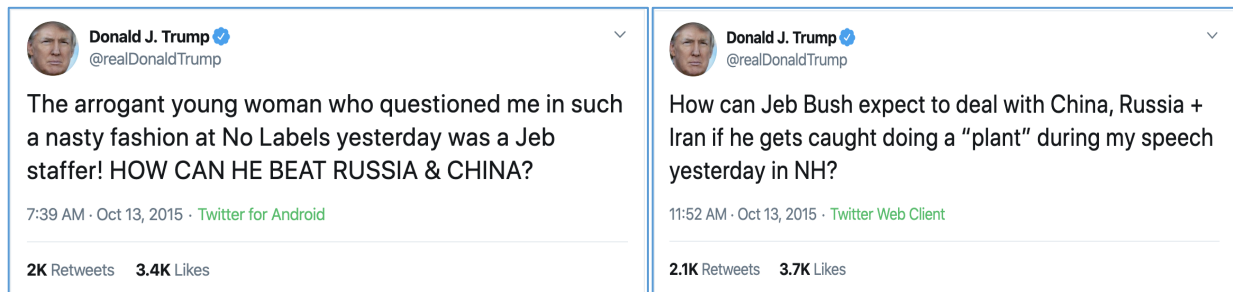 Donald J. Trump
@realDonaldTrump
The arrogant young woman who questioned me in such
a nasty fashion at No Labels yesterday was a Jeb
staffer! HOW CAN HE BEAT RUSSIA & CHINA?
7:39 AM · Oct 13, 2015 · Twitter for Android
2K Retweets 3.4K Likes
Donald J. Trump
@realDonaldTrump
How can Jeb Bush expect to deal with China, Russia +
Iran if he gets caught doing a “plant” during my speech
yesterday in NH?
11:52 AM · Oct 13, 2015 · Twitter Web Client
2.1K Retweets 3.7K Likes